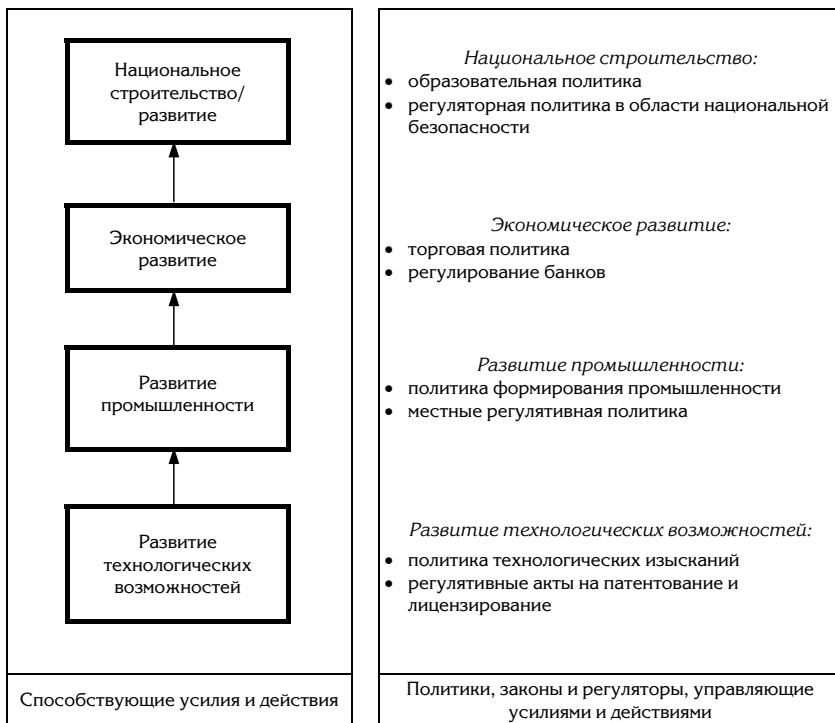 Национальное
строительство/
развитие
Экономическое
развитие
Развитие
промышленности
Развитие
технологических
возможностей
Способствующие усилия и действия
Национальное строительство:
• образовательная политика
• регуляторная политика в области национальной
безопасности
Экономическое развитие:
• торговая политика
• регулирование банков
Развитие промышленности:
• политика формирования промышленности
• местные регулятивная политика
Развитие технологических возможностей:
• политика технологических изысканий
• регулятивные акты на патентование и
лицензирование
Политики, законы и регуляторы, управляющие
усилиями и действиями